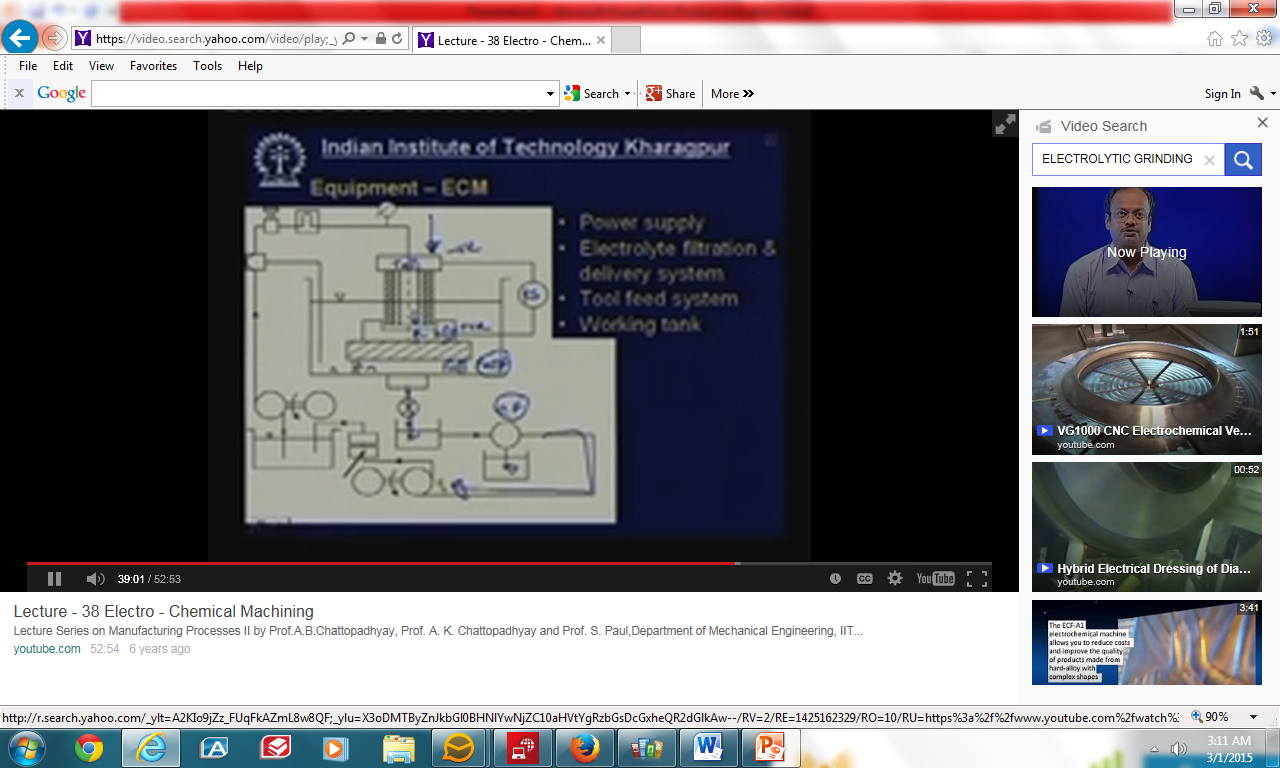 https://video.search.yahoo.com/video/play;_y
Lecture - 38 Electro - Chem...
File Edit View Favorites Tools Help
x Google Search Share More »
Sign In
Indian Institute of Technology Kharagpur
Equipment – ECM
• Power supply
• Electrolyte filtration &
delivery system
• Tool feed system
• Working tank
39:01 / 52:53
CC
YouTube
Lecture - 38 Electro - Chemical Machining
Lecture Series on Manufacturing Processes II by Prof.A.B.Chattopadhyay, Prof. A. K. Chattopadhyay and Prof. S. Paul,Department of Mechanical Engineering, IIT...
youtube.com 52:54 6 years ago
Video Search
ELECTROLYTIC GRINDING
Now Playing
1:51
VG1000 CNC Electrochemical Ve...
youtube.com
00:52
Hybrid Electrical Dressing of Dia...
youtube.com
3:41
The ECF-A1
electrochemical machine
allows you to reduce costs
and improve the quality
of products made from
hard-alloy with
complex shapes
90%
3:11 AM
3/1/2015